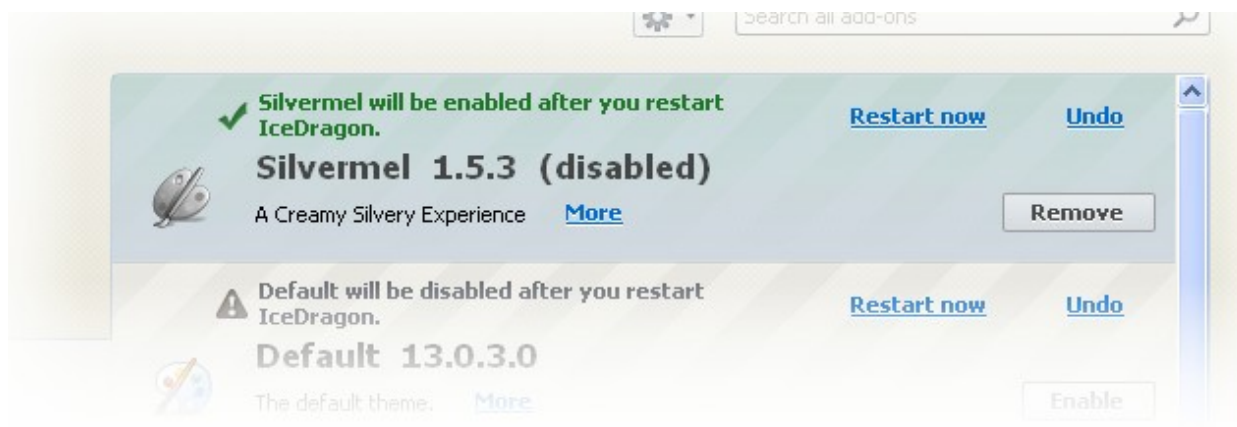 Search all add-ons
Silvermel will be enabled after you restart
IceDragon.
Restart now
Undo
Silvermel 1.5.3 (disabled)
A Creamy Silvery Experience More
Remove
Default will be disabled after you restart
IceDragon.
Restart now
Undo
Default 13.0.3.0
The default theme. More
Enable